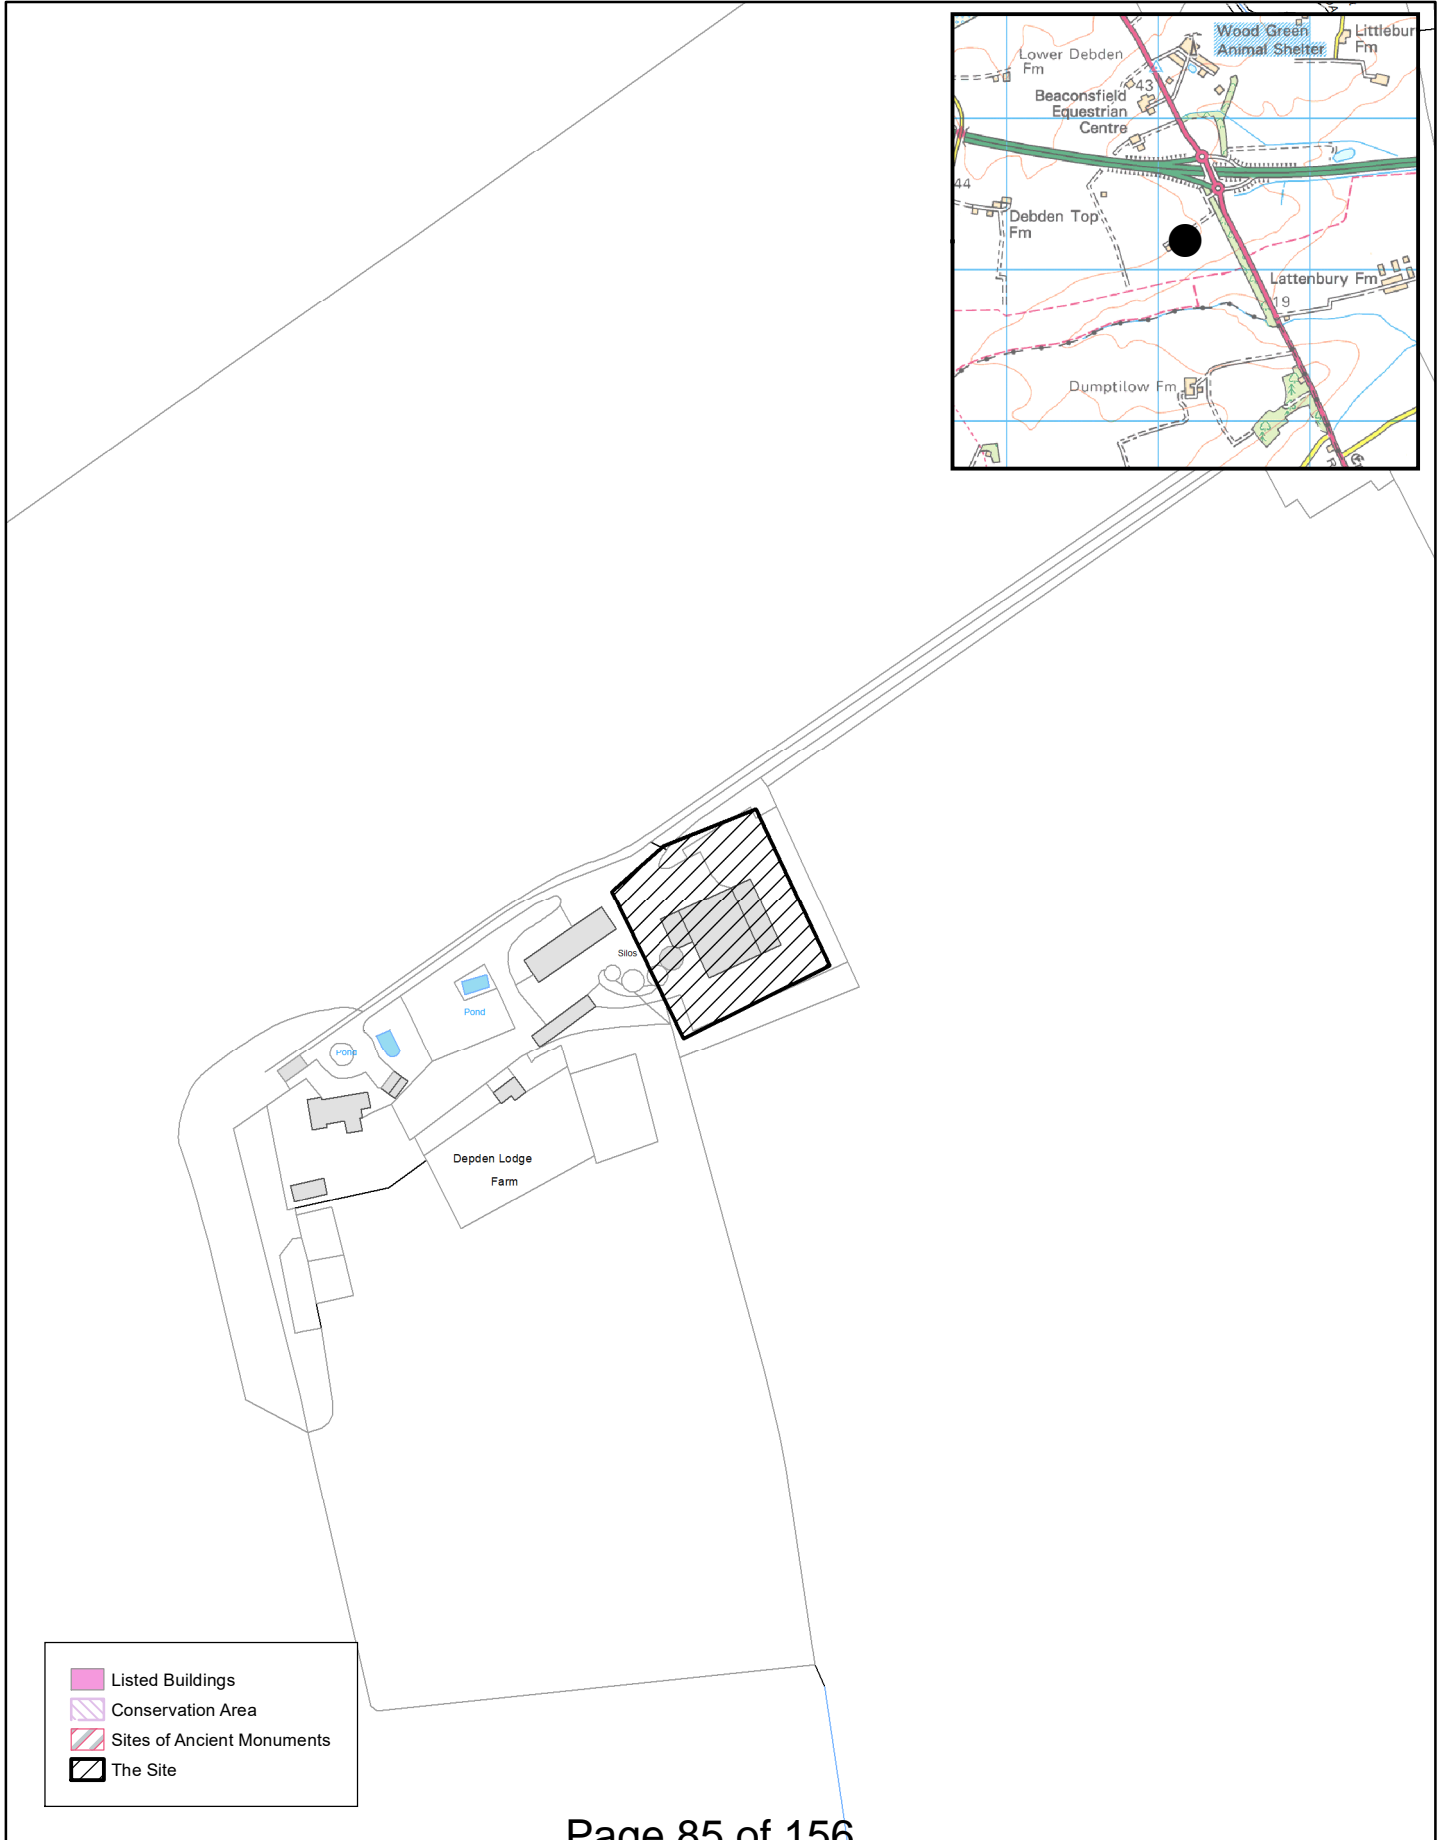 Wood Green
Animal Shelter
Littlebur
Fm
Lower Debden
Fm
43
Beaconsfield
Equestrian
Centre
44
Debden Top
Fm
Lattenbury Fm
19
Dumptilow Fm
Silos
Pond
Pond
Depden Lodge
Farm
Listed Buildings
Conservation Area
Sites of Ancient Monuments
The Site
Page 85 of 156